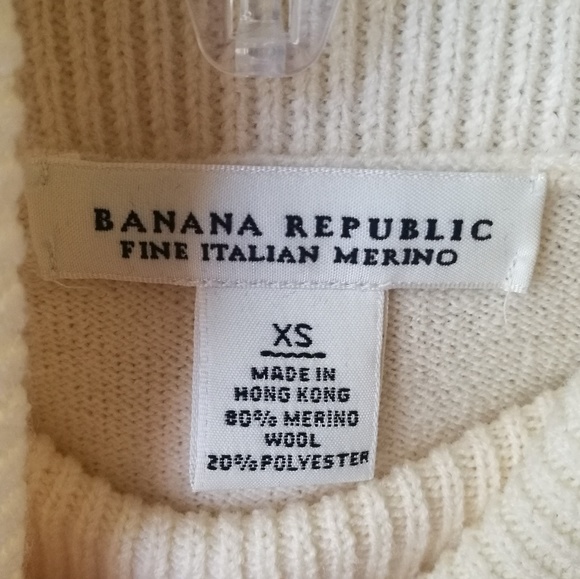 BANANA REPUBLIC
FINE ITALIAN MERINO
XS
MADE IN
HONG KONG
80% MERINO
WOOL
20% POLYESTER